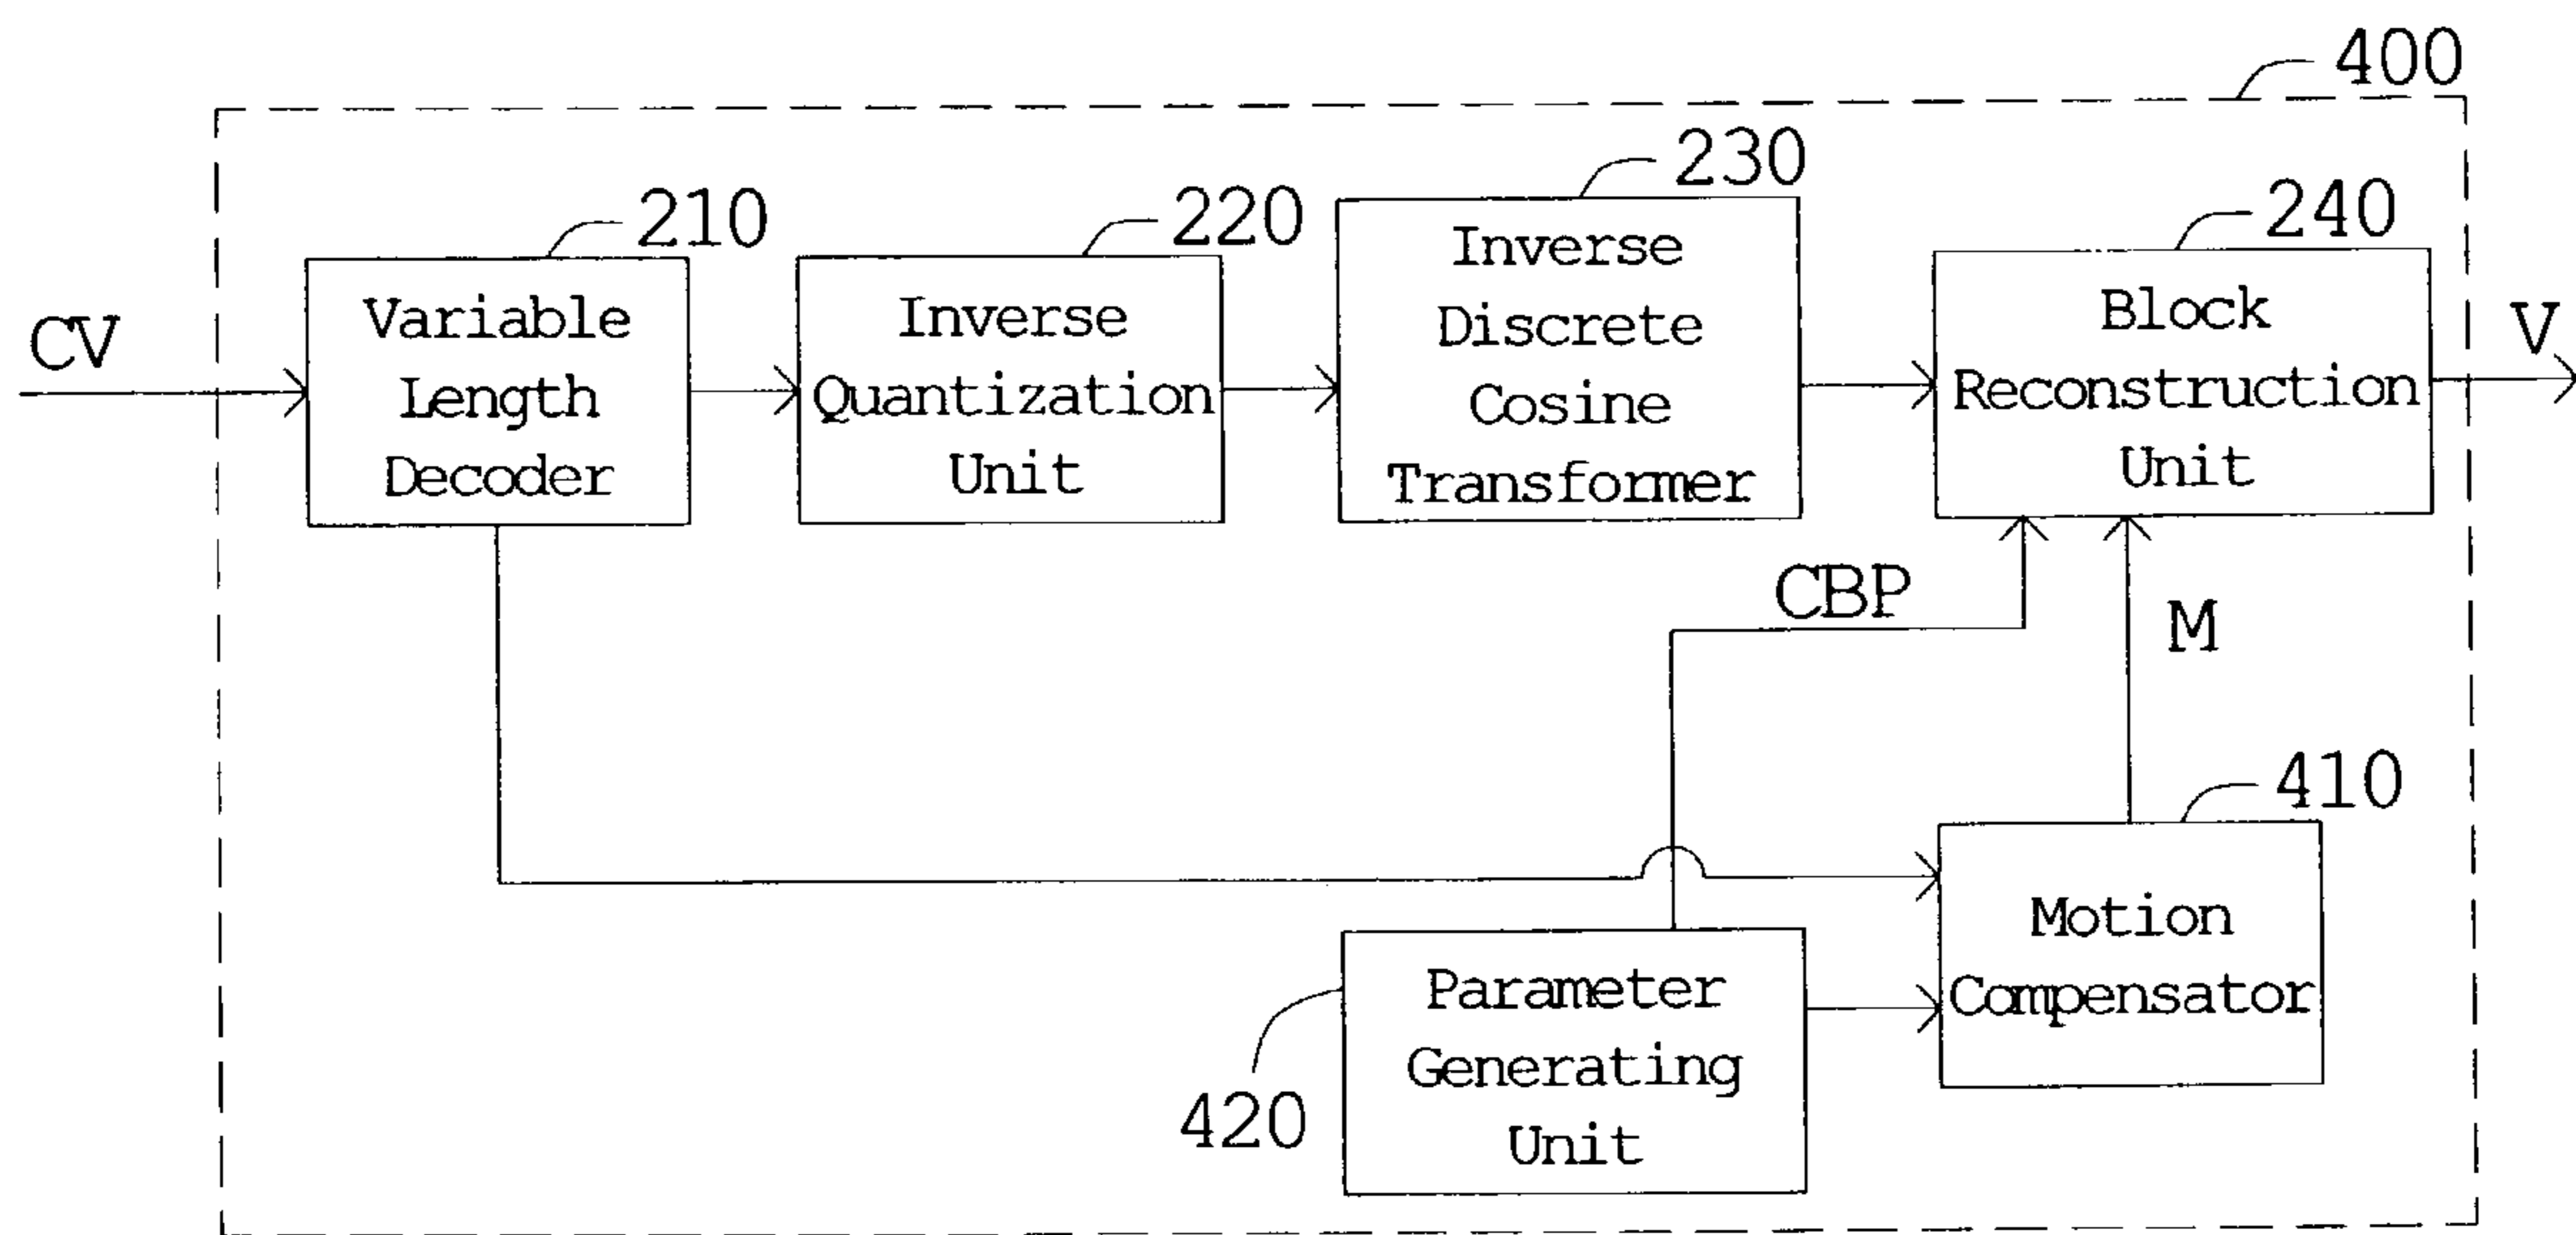 400
230
210
220
240
CV
Variable
Length
Decoder
Inverse
Quantization
Unit
Inverse
Discrete
Cosine
Transformer
Block
Reconstruction
Unit
V
CBP
M
410
Motion
Compensator
420
Parameter
Generating
Unit